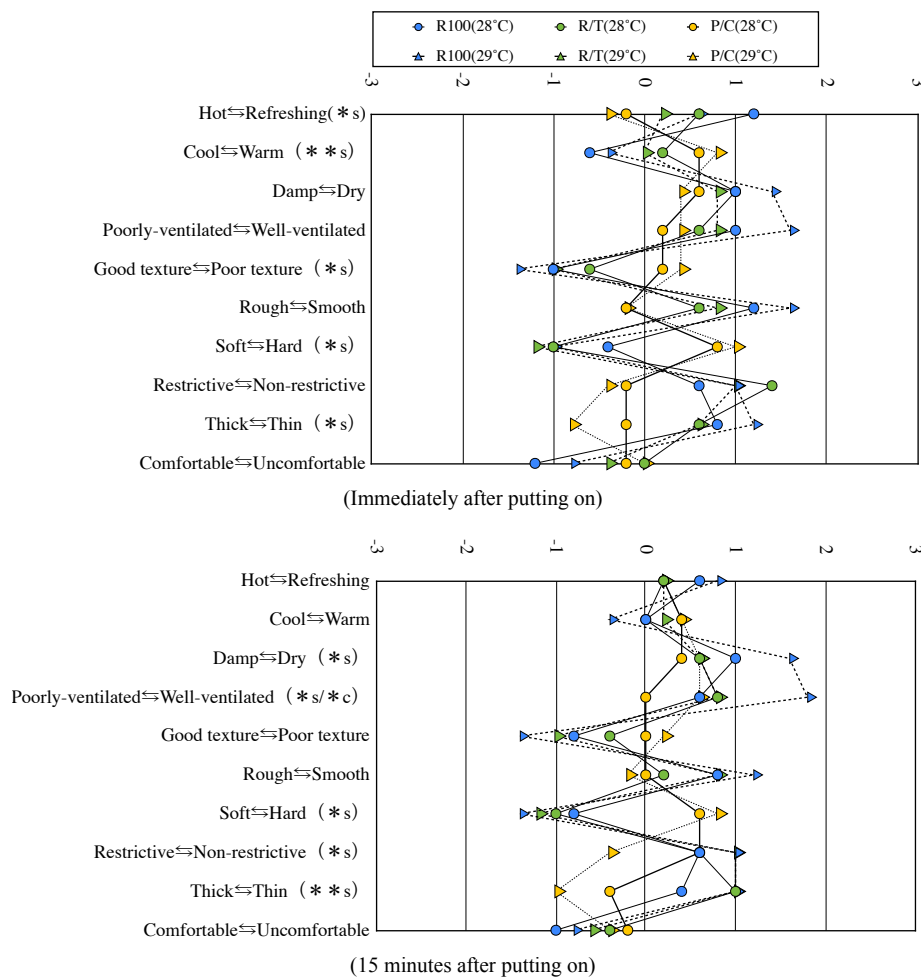 R100(28°C) R/T(28°C) P/C(28°C)
R100(29°C) R/T(29°C) P/C(29°C)
-3 -2 -1 0 1 2 3
Hot⇆Refreshing(＊s)
Cool⇆Warm（＊＊s）
Damp⇆Dry
Poorly-ventilated⇆Well-ventilated
Good texture⇆Poor texture（＊s）
Rough⇆Smooth
Soft⇆Hard（＊s）
Restrictive⇆Non-restrictive
Thick⇆Thin（＊s）
Comfortable⇆Uncomfortable
(Immediately after putting on)
-3 -2 -1 0 1 2 3
Hot⇆Refreshing
Cool⇆Warm
Damp⇆Dry（＊s）
Poorly-ventilated⇆Well-ventilated（＊s/＊c）
Good texture⇆Poor texture
Rough⇆Smooth
Soft⇆Hard（＊s）
Restrictive⇆Non-restrictive（＊s）
Thick⇆Thin（＊＊s）
Comfortable⇆Uncomfortable
(15 minutes after putting on)